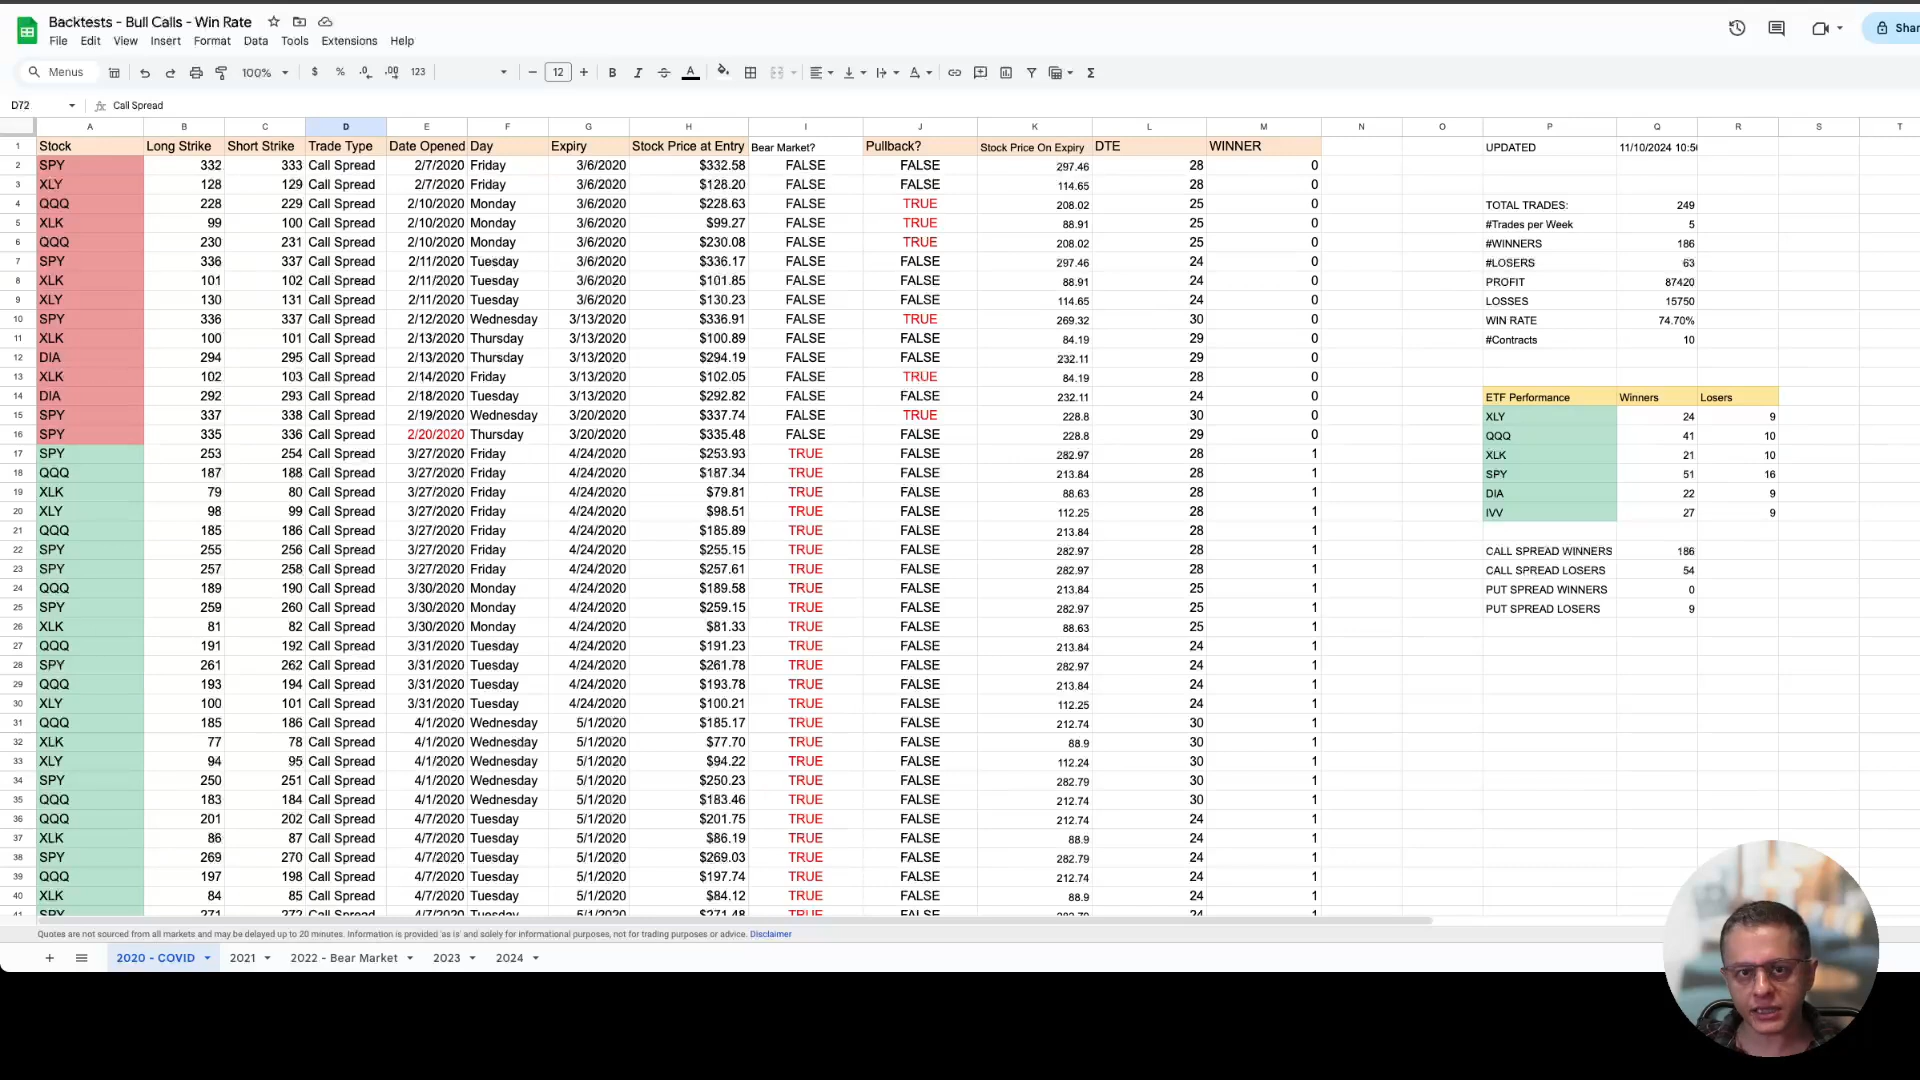 Backtests - Bull Calls - Win Rate
File Edit View Insert Format Data Tools Extensions Help
Share
Menus 100% $ % .0 .00 123 12 B I A
D72 Call Spread
A B C D E F G H I J K L M N O P Q R S T
1 Stock Long Strike Short Strike Trade Type Date Opened Day Expiry Stock Price at Entry Bear Market? Pullback? Stock Price On Expiry DTE WINNER UPDATED 11/10/2024 10:56
2 SPY 332 333 Call Spread 2/7/2020 Friday 3/6/2020 $332.58 FALSE FALSE 297.46 28 0
3 XLY 128 129 Call Spread 2/7/2020 Friday 3/6/2020 $128.20 FALSE FALSE 114.65 28 0
4 QQQ 228 229 Call Spread 2/10/2020 Monday 3/6/2020 $228.63 FALSE TRUE 208.02 25 0 TOTAL TRADES: 249
5 XLK 99 100 Call Spread 2/10/2020 Monday 3/6/2020 $99.27 FALSE TRUE 88.91 25 0 #Trades per Week 5
6 QQQ 230 231 Call Spread 2/10/2020 Monday 3/6/2020 $230.08 FALSE TRUE 208.02 25 0 #WINNERS 186
7 SPY 336 337 Call Spread 2/11/2020 Tuesday 3/6/2020 $336.17 FALSE FALSE 297.46 24 0 #LOSERS 63
8 XLK 101 102 Call Spread 2/11/2020 Tuesday 3/6/2020 $101.85 FALSE FALSE 88.91 24 0 PROFIT 87420
9 XLY 130 131 Call Spread 2/11/2020 Tuesday 3/6/2020 $130.23 FALSE FALSE 114.65 24 0 LOSSES 15750
10 SPY 336 337 Call Spread 2/12/2020 Wednesday 3/13/2020 $336.91 FALSE TRUE 269.32 30 0 WIN RATE 74.70%
11 XLK 100 101 Call Spread 2/13/2020 Thursday 3/13/2020 $100.89 FALSE FALSE 84.19 29 0 #Contracts 10
12 DIA 294 295 Call Spread 2/13/2020 Thursday 3/13/2020 $294.19 FALSE FALSE 232.11 29 0
13 XLK 102 103 Call Spread 2/14/2020 Friday 3/13/2020 $102.05 FALSE TRUE 84.19 28 0
14 DIA 292 293 Call Spread 2/18/2020 Tuesday 3/13/2020 $292.82 FALSE FALSE 232.11 24 0 ETF Performance Winners Losers
15 SPY 337 338 Call Spread 2/19/2020 Wednesday 3/20/2020 $337.74 FALSE TRUE 228.8 30 0 XLY 24 9
16 SPY 335 336 Call Spread 2/20/2020 Thursday 3/20/2020 $335.48 FALSE FALSE 228.8 29 0 QQQ 41 10
17 SPY 253 254 Call Spread 3/27/2020 Friday 4/24/2020 $253.93 TRUE FALSE 282.97 28 1 XLK 21 10
18 QQQ 187 188 Call Spread 3/27/2020 Friday 4/24/2020 $187.34 TRUE FALSE 213.84 28 1 SPY 51 16
19 XLK 79 80 Call Spread 3/27/2020 Friday 4/24/2020 $79.81 TRUE FALSE 88.63 28 1 DIA 22 9
20 XLY 98 99 Call Spread 3/27/2020 Friday 4/24/2020 $98.51 TRUE FALSE 112.25 28 1 IVV 27 9
21 QQQ 185 186 Call Spread 3/27/2020 Friday 4/24/2020 $185.89 TRUE FALSE 213.84 28 1
22 SPY 255 256 Call Spread 3/27/2020 Friday 4/24/2020 $255.15 TRUE FALSE 282.97 28 1 CALL SPREAD WINNERS 186
23 SPY 257 258 Call Spread 3/27/2020 Friday 4/24/2020 $257.61 TRUE FALSE 282.97 28 1 CALL SPREAD LOSERS 54
24 QQQ 189 190 Call Spread 3/30/2020 Monday 4/24/2020 $189.58 TRUE FALSE 213.84 25 1 PUT SPREAD WINNERS 0
25 SPY 259 260 Call Spread 3/30/2020 Monday 4/24/2020 $259.15 TRUE FALSE 282.97 25 1 PUT SPREAD LOSERS 9
26 XLK 81 82 Call Spread 3/30/2020 Monday 4/24/2020 $81.33 TRUE FALSE 88.63 25 1
27 QQQ 191 192 Call Spread 3/31/2020 Tuesday 4/24/2020 $191.23 TRUE FALSE 213.84 24 1
28 SPY 261 262 Call Spread 3/31/2020 Tuesday 4/24/2020 $261.78 TRUE FALSE 282.97 24 1
29 QQQ 193 194 Call Spread 3/31/2020 Tuesday 4/24/2020 $193.78 TRUE FALSE 213.84 24 1
30 XLY 100 101 Call Spread 3/31/2020 Tuesday 4/24/2020 $100.21 TRUE FALSE 112.25 24 1
31 QQQ 185 186 Call Spread 4/1/2020 Wednesday 5/1/2020 $185.17 TRUE FALSE 212.74 30 1
32 XLK 77 78 Call Spread 4/1/2020 Wednesday 5/1/2020 $77.70 TRUE FALSE 88.9 30 1
33 XLY 94 95 Call Spread 4/1/2020 Wednesday 5/1/2020 $94.22 TRUE FALSE 112.24 30 1
34 SPY 250 251 Call Spread 4/1/2020 Wednesday 5/1/2020 $250.23 TRUE FALSE 282.79 30 1
35 QQQ 183 184 Call Spread 4/1/2020 Wednesday 5/1/2020 $183.46 TRUE FALSE 212.74 30 1
36 QQQ 201 202 Call Spread 4/7/2020 Tuesday 5/1/2020 $201.75 TRUE FALSE 212.74 24 1
37 XLK 86 87 Call Spread 4/7/2020 Tuesday 5/1/2020 $86.19 TRUE FALSE 88.9 24 1
38 SPY 269 270 Call Spread 4/7/2020 Tuesday 5/1/2020 $269.03 TRUE FALSE 282.79 24 1
39 QQQ 197 198 Call Spread 4/7/2020 Tuesday 5/1/2020 $197.74 TRUE FALSE 212.74 24 1
40 XLK 84 85 Call Spread 4/7/2020 Tuesday 5/1/2020 $84.12 TRUE FALSE 88.9 24 1
41 SPY 271 272 Call Spread 4/7/2020 Tuesday 5/1/2020 $271.48 TRUE FALSE 282.79 24 1
Quotes are not sourced from all markets and may be delayed up to 20 minutes. Information is provided 'as is' and solely for informational purposes, not for trading purposes or advice. Disclaimer
2020 - COVID 2021 2022 - Bear Market 2023 2024